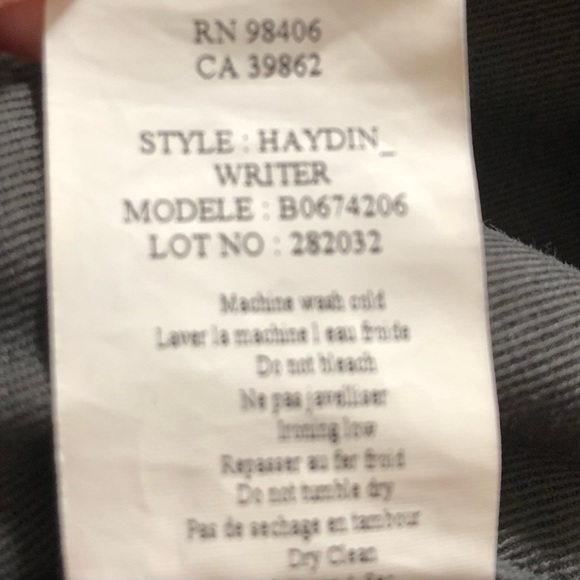 RN 98406
CA 39862
STYLE : HAYDIN_
WRITER
MODELE : B0674206
LOT NO : 282032
Machine wash cold
Laver la machine l eau froide
Do not bleach
Ne pas javelliser
Ironing low
Repasser au fer froid
Do not tumble dry
Pas de sechage en tambour
Dry Clean